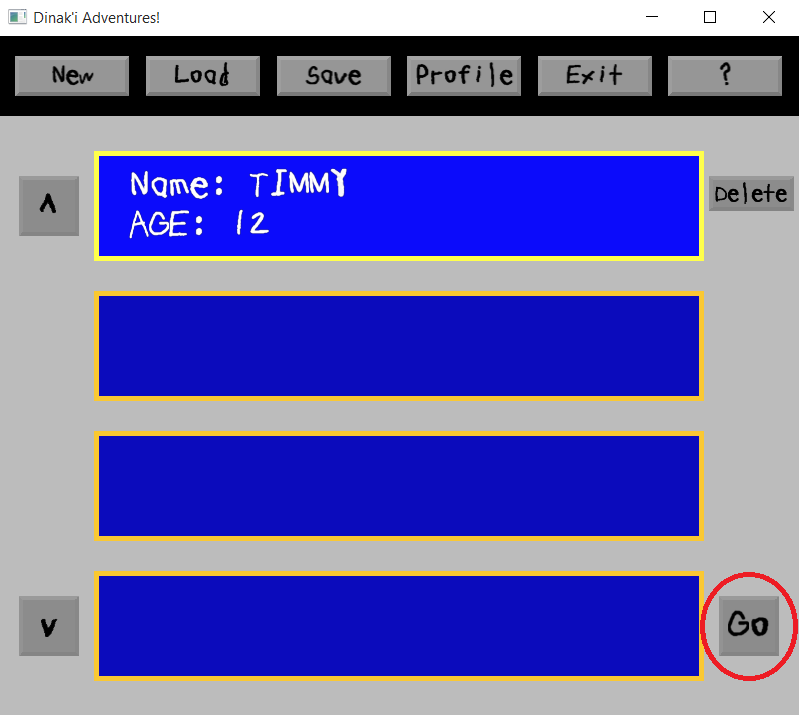 Dinak'i Adventures!
New Load Save Profile Exit ?
Name: TIMMY
AGE: 12
Delete
Go